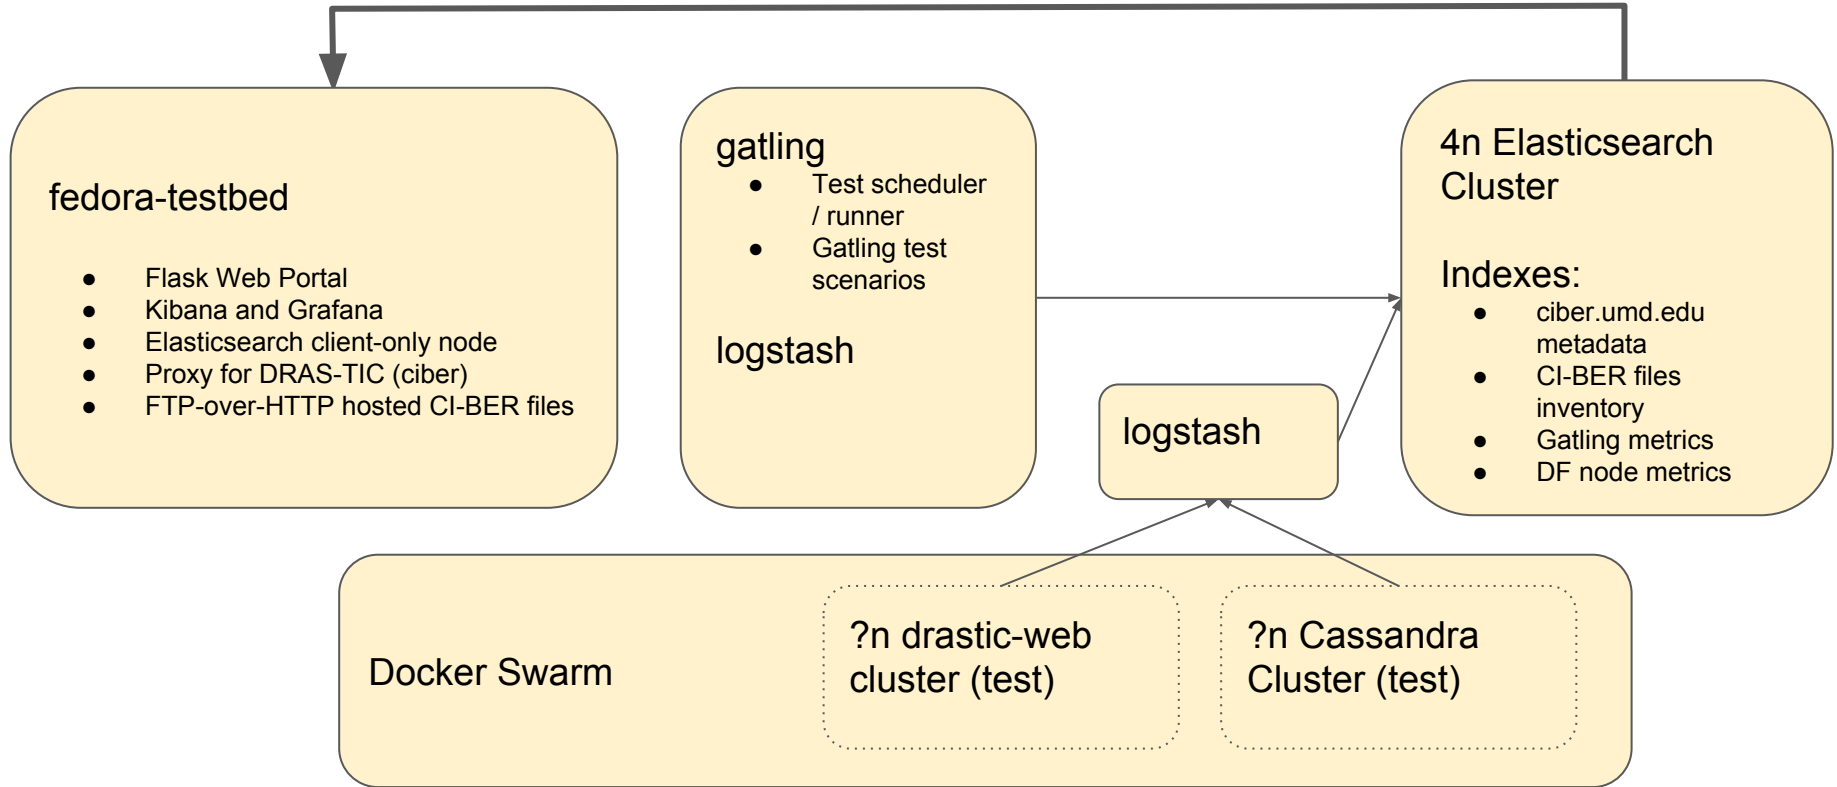 fedora-testbed
● Flask Web Portal
● Kibana and Grafana
● Elasticsearch client-only node
● Proxy for DRAS-TIC (ciber)
● FTP-over-HTTP hosted CI-BER files
gatling
● Test scheduler
/ runner
● Gatling test
scenarios
logstash
4n Elasticsearch
Cluster
Indexes:
● ciber.umd.edu
metadata
● CI-BER files
inventory
● Gatling metrics
● DF node metrics
logstash
Docker Swarm
?n drastic-web
cluster (test)
?n Cassandra
Cluster (test)